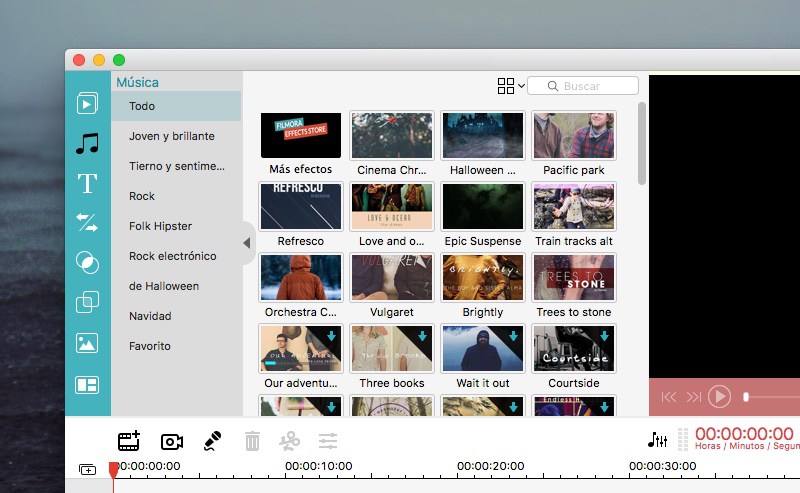 Música
Todo
Joven y brillante
Tierno y sentime...
Rock
Folk Hipster
Rock electrónico
de Halloween
Navidad
Favorito
Buscar
FILMORA
EFFECTS STORE
Más efectos
Cinema Chr...
Halloween ...
Pacific park
REFRESCO
LOVE & OCEAN
Refresco
Love and o...
Epic Suspense
Train tracks alt
VULGARET
BRIGHTLY.
TREES TO
STONE
Orchestra C...
Vulgaret
Brightly
Trees to stone
OUR ADVENTURE
Three Books
Courtside
Our adventu...
Three books
Wait it out
Courtside
Endless H
T
00:00:00:00
Horas / Minutos / Segun
00:00:00:00
00:00:10:00
00:00:20:00
00:00:30:00